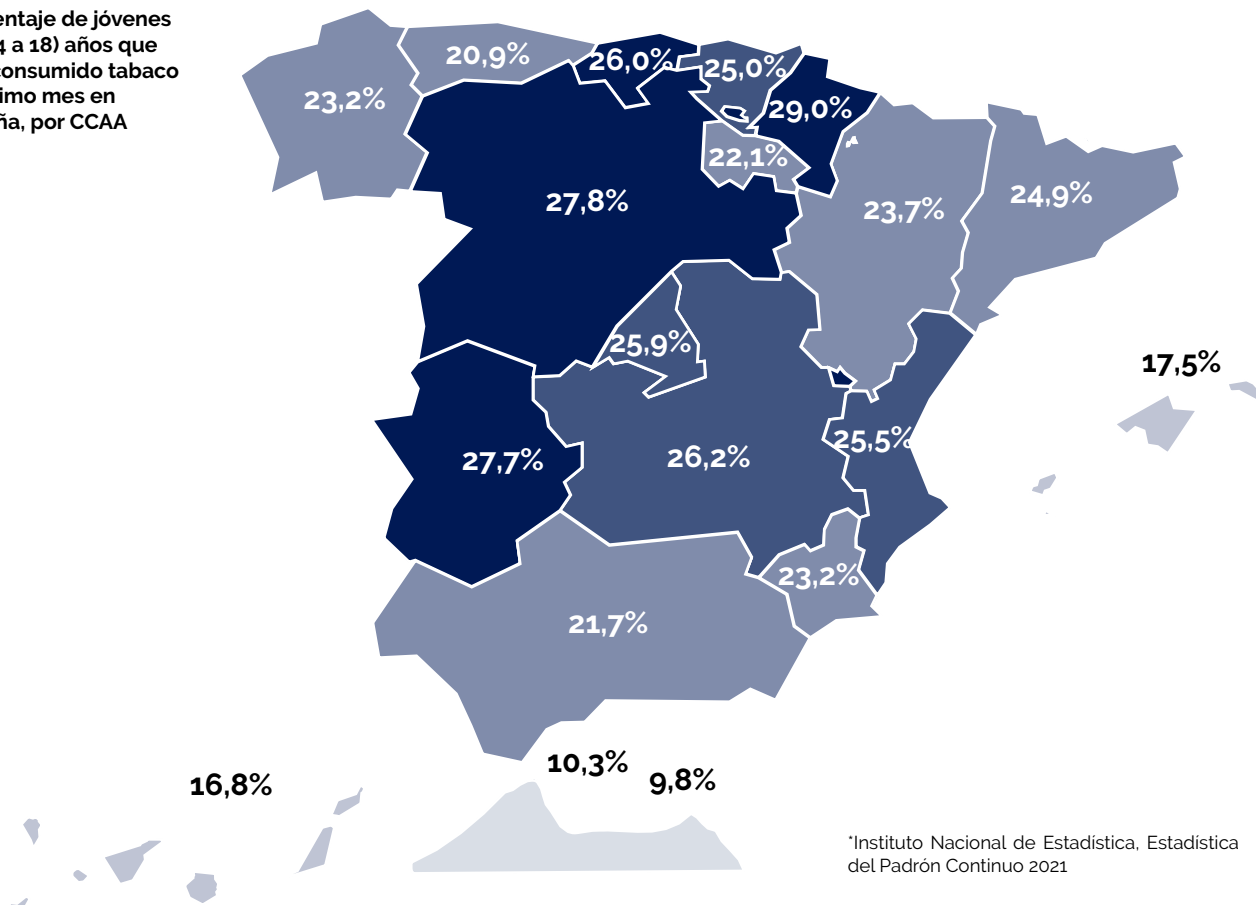 entaje de jóvenes
4 a 18) años que
consumido tabaco
imo mes en
ña, por CCAA
20,9%
26,0%
25,0%
23,2%
29,0%
22,1%
27,8%
23,7%
24,9%
25,9%
17,5%
27,7%
26,2%
25,5%
23,2%
21,7%
10,3%
9,8%
16,8%
*Instituto Nacional de Estadística, Estadística
del Padrón Continuo 2021